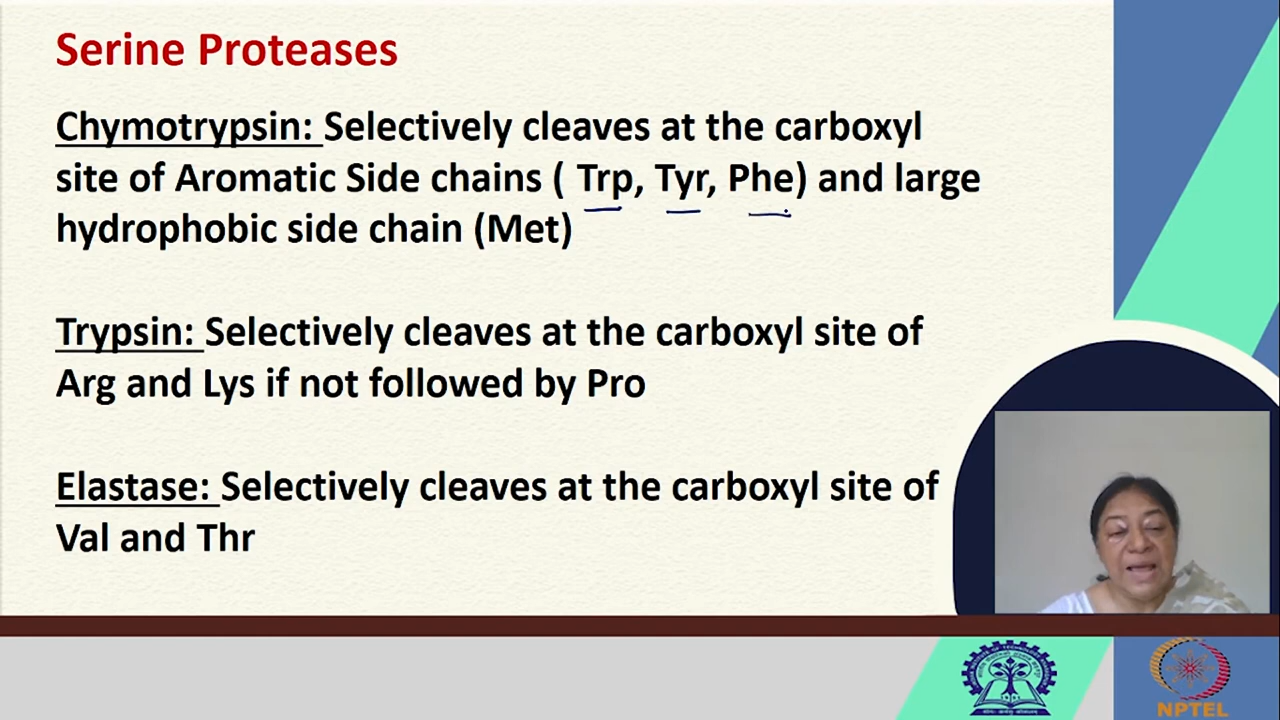 Serine Proteases
Chymotrypsin: Selectively cleaves at the carboxyl
site of Aromatic Side chains ( Trp, Tyr, Phe) and large
hydrophobic side chain (Met)
Trypsin: Selectively cleaves at the carboxyl site of
Arg and Lys if not followed by Pro
Elastase: Selectively cleaves at the carboxyl site of
Val and Thr
NPTEL